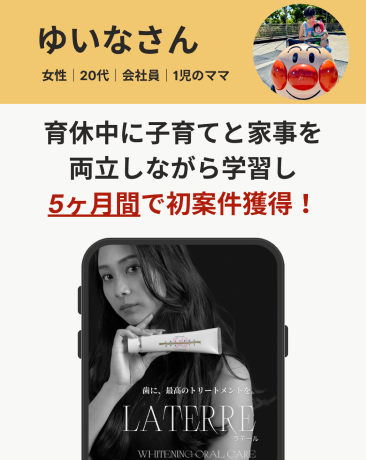 ゆいなさん
女性｜20代｜会社員｜1児のママ
育休中に子育てと家事を
両立しながら学習し
5ヶ月間で初案件獲得！
歯に、最高のトリートメントを。
LATERRE
ラテール
WHITENING ORAL CARE